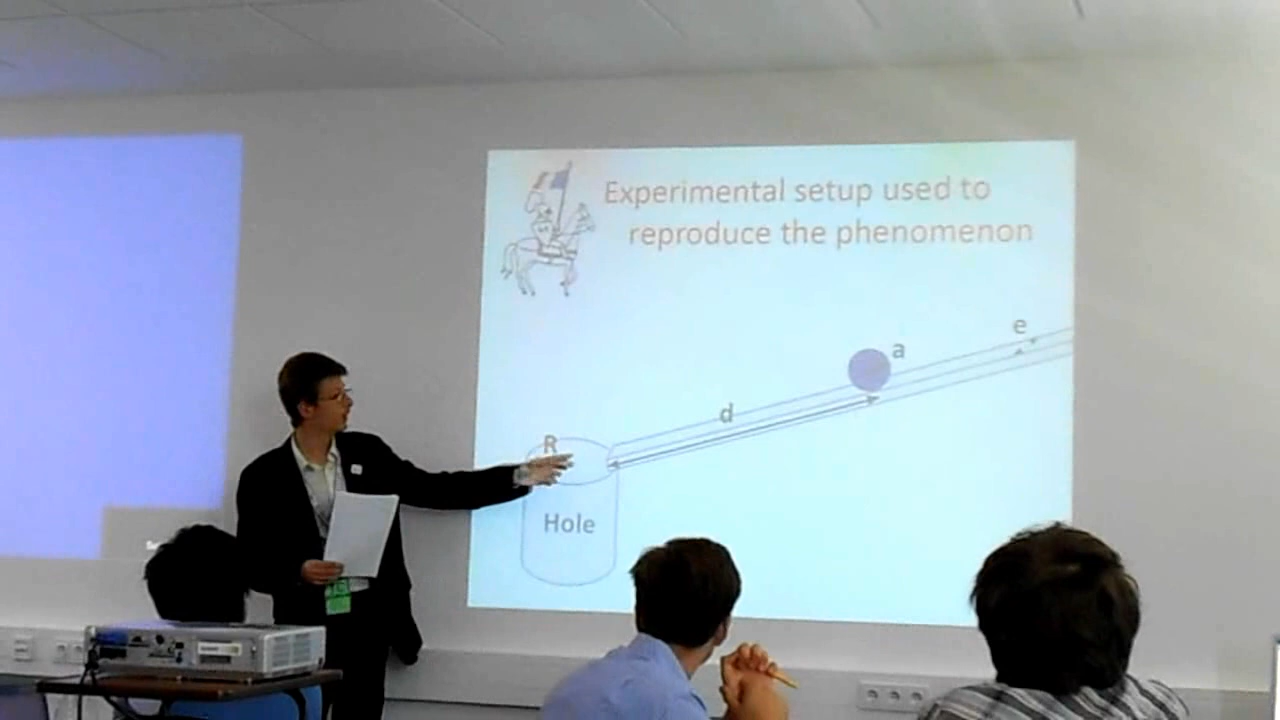 Experimental setup used to
reproduce the phenomenon
e
a
d
R
Hole